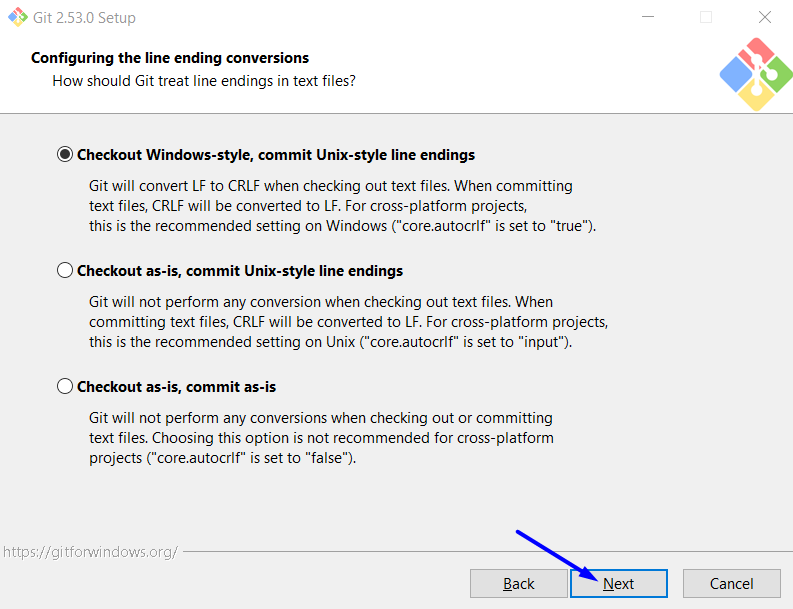 Git 2.53.0 Setup
Configuring the line ending conversions
How should Git treat line endings in text files?
Checkout Windows-style, commit Unix-style line endings
Git will convert LF to CRLF when checking out text files. When committing
text files, CRLF will be converted to LF. For cross-platform projects,
this is the recommended setting on Windows ("core.autocrlf" is set to "true").
Checkout as-is, commit Unix-style line endings
Git will not perform any conversion when checking out text files. When
committing text files, CRLF will be converted to LF. For cross-platform projects,
this is the recommended setting on Unix ("core.autocrlf" is set to "input").
Checkout as-is, commit as-is
Git will not perform any conversions when checking out or committing
text files. Choosing this option is not recommended for cross-platform
projects ("core.autocrlf" is set to "false").
https://gitforwindows.org/
Back
Next
Cancel